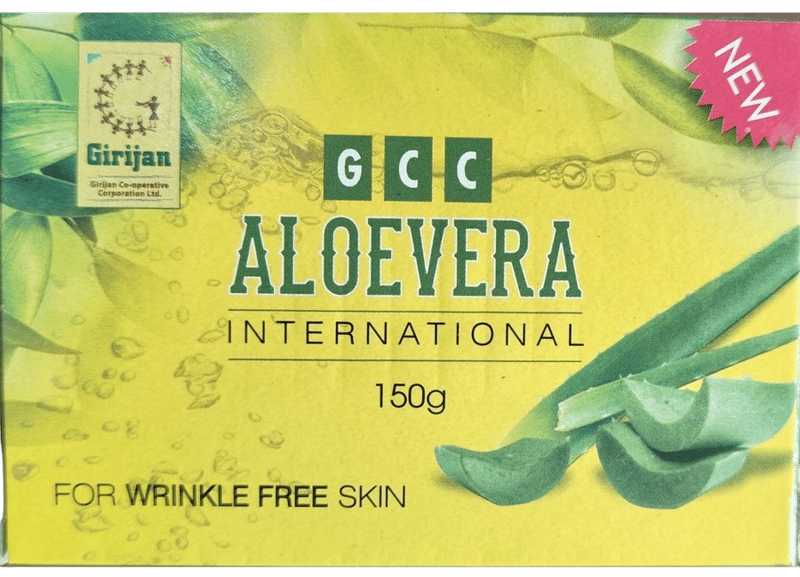 Girijan
Girijan Co-operative
Corporation Ltd.
NEW
GCC
ALOEVERA
INTERNATIONAL
150g
FOR WRINKLE FREE SKIN